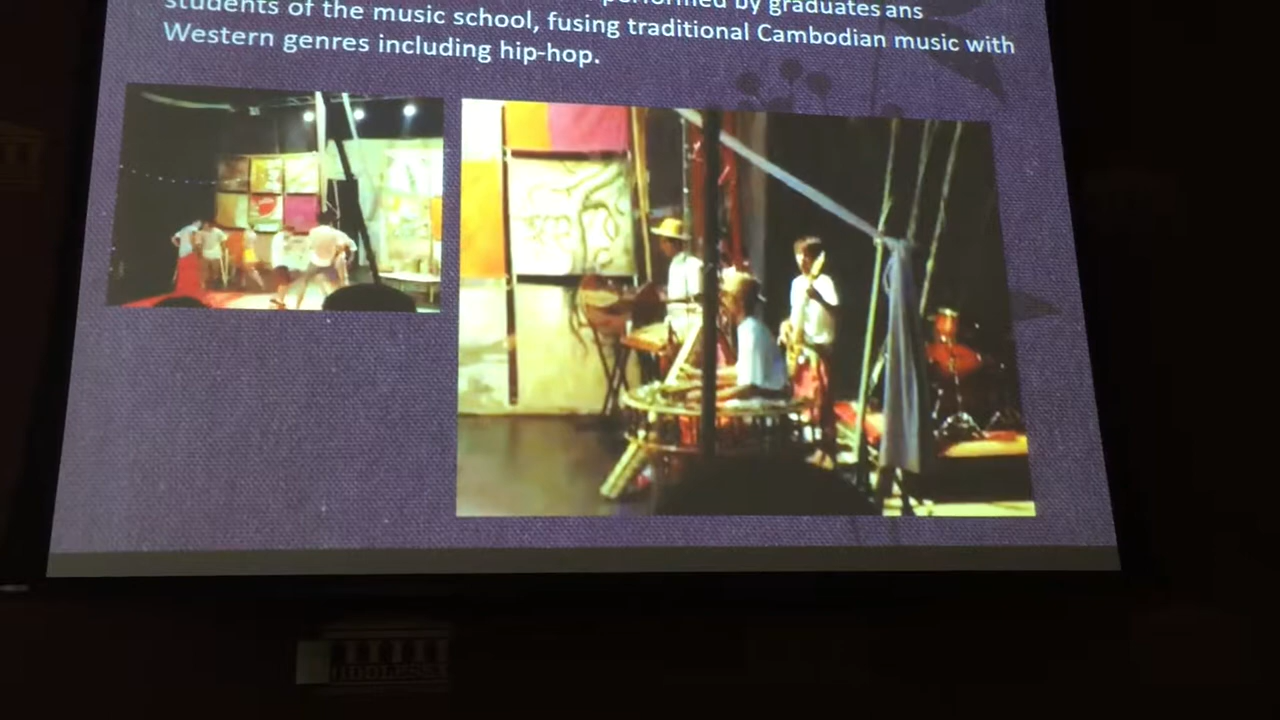 performed by graduates ans
students of the music school, fusing traditional Cambodian music with
Western genres including hip-hop.